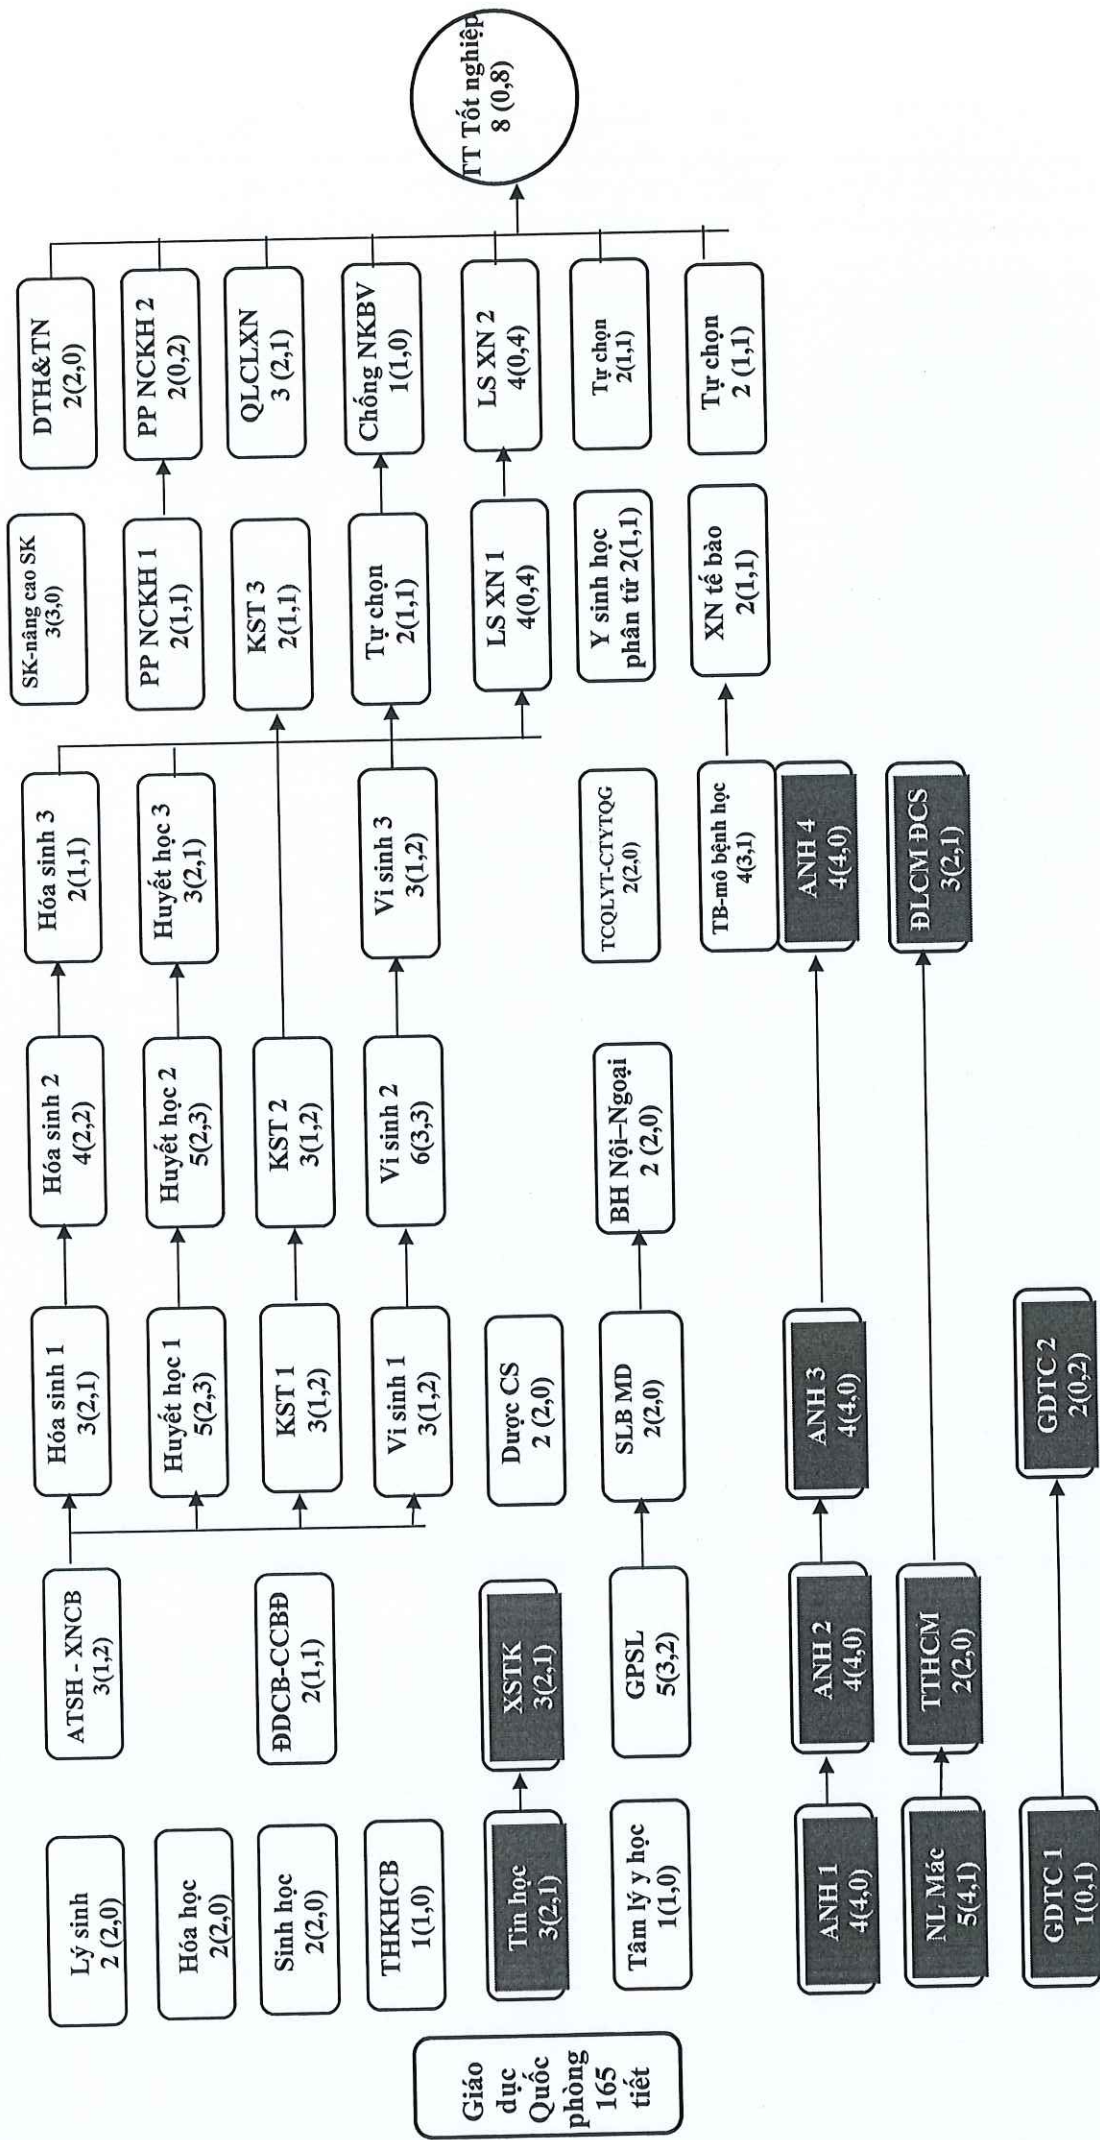 Giáo
dục
Quốc
phòng
165
tiết
Lý sinh
2 (2,0)
Hóa học
2(2,0)
Sinh học
2(2,0)
THKHCB
1(1,0)
Tin học
3(2,1)
Tâm lý y học
1(1,0)
ANH 1
4(4,0)
NL Mác
5(4,1)
GDTC 1
1(0,1)
ATSH - XNCB
3(1,2)
ĐDCB-CCBĐ
2(1,1)
XSTK
3(2,1)
GPSL
5(3,2)
ANH 2
4(4,0)
TTHCM
2(2,0)
Hóa sinh 1
3(2,1)
Huyết học 1
5(2,3)
KST 1
3(1,2)
Vi sinh 1
3(1,2)
Dược CS
2 (2,0)
SLB MD
2(2,0)
ANH 3
4(4,0)
GDTC 2
2(0,2)
Hóa sinh 2
4(2,2)
Huyết học 2
5(2,3)
KST 2
3(1,2)
Vi sinh 2
6(3,3)
BH Nội–Ngoại
2 (2,0)
Hóa sinh 3
2(1,1)
Huyết học 3
3(2,1)
Vi sinh 3
3(1,2)
TCQLYT-CTYTQG
2(2,0)
TB-mô bệnh học
4(3,1)
ANH 4
4(4,0)
ĐLCM ĐCS
3(2,1)
SK-nâng cao SK
3(3,0)
PP NCKH 1
2(1,1)
KST 3
2(1,1)
Tự chọn
2(1,1)
LS XN 1
4(0,4)
Y sinh học
phân tử 2(1,1)
XN tế bào
2(1,1)
DTH&TN
2(2,0)
PP NCKH 2
2(0,2)
QLCLXN
3 (2,1)
Chống NKBV
1(1,0)
LS XN 2
4(0,4)
Tự chọn
2(1,1)
Tự chọn
2 (1,1)
TT Tốt nghiệp
8 (0,8)